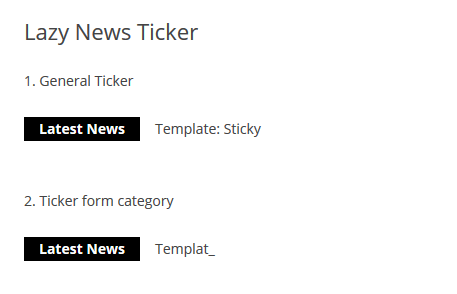 Lazy News Ticker
1. General Ticker
Latest News Template: Sticky
2. Ticker form category
Latest News Templat_